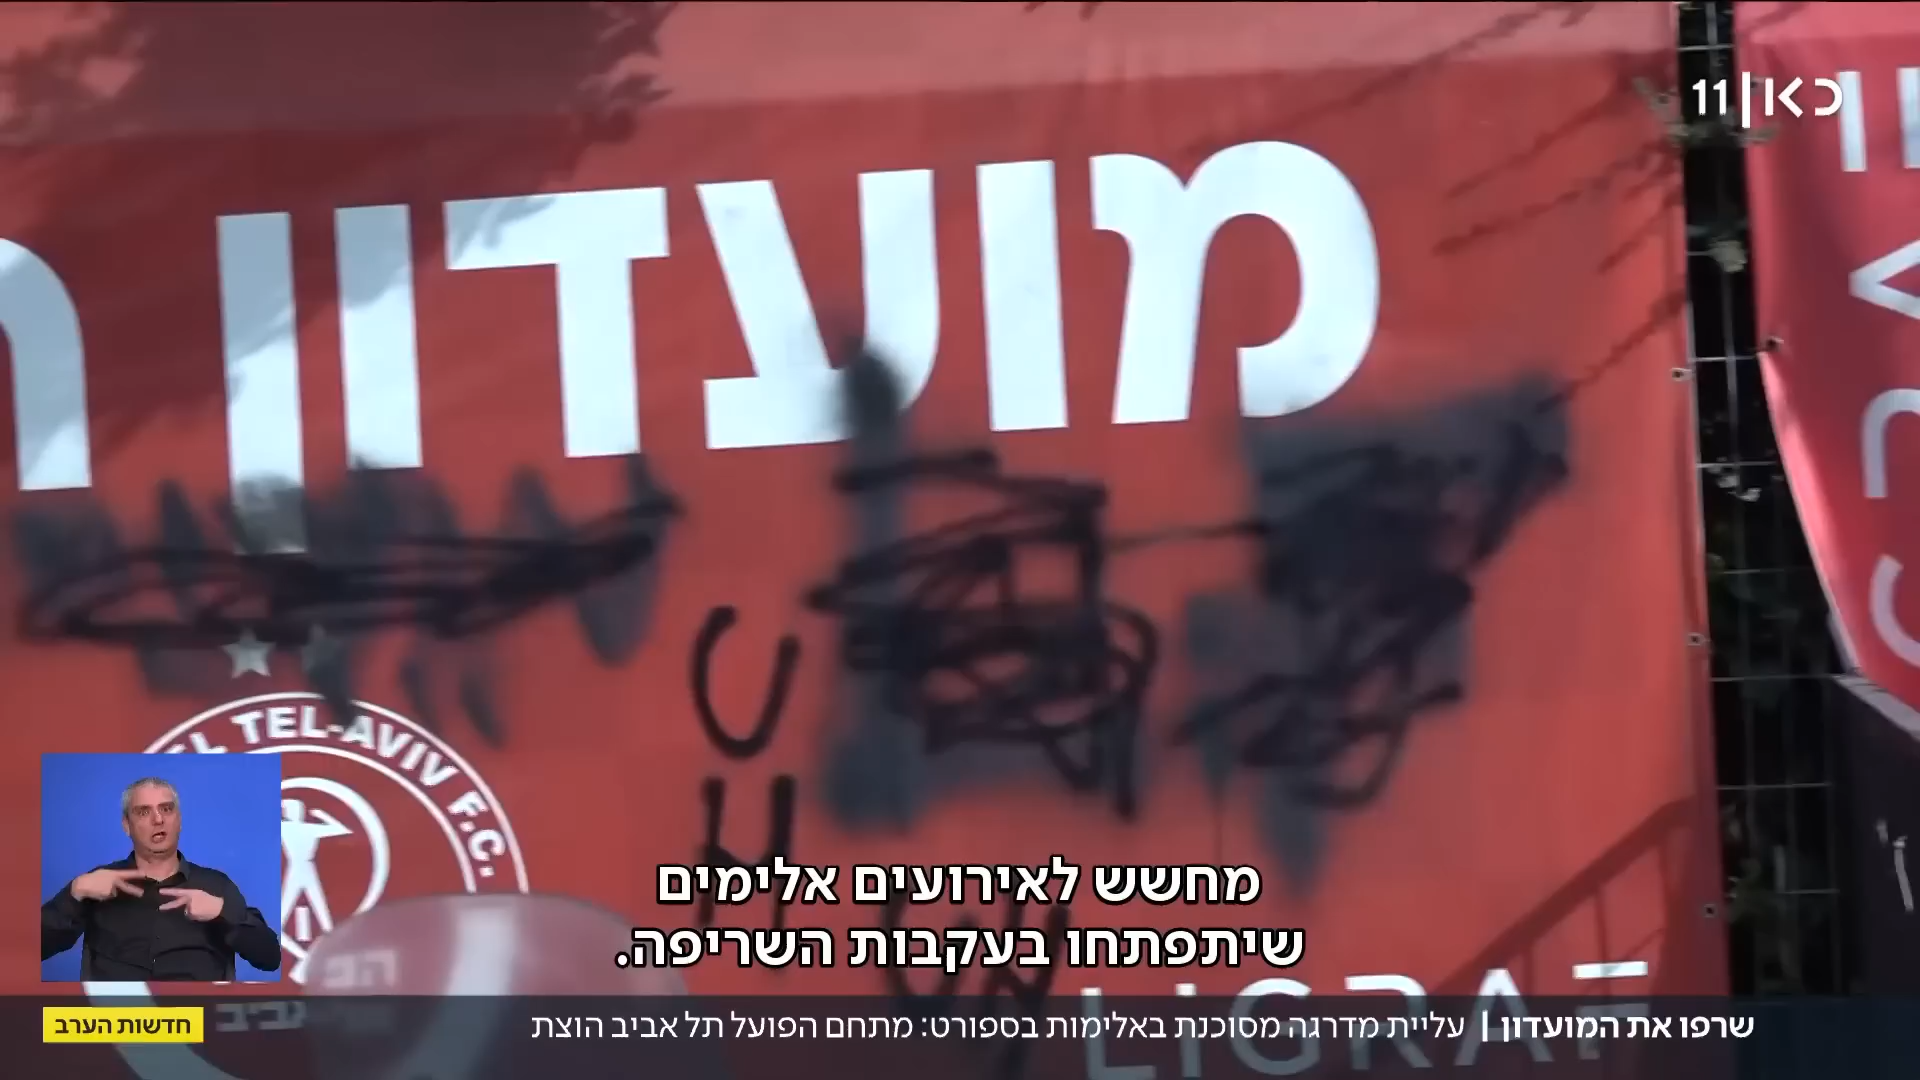 כאן 11
מועדון
TEL-AVIV F.C.
מחשש לאירועים אלימים
שיתפתחו בעקבות השריפה.
LIGRAF
שרפו את המועדון | עליית מדרגה מסוכנת באלימות בספורט: מתחם הפועל תל אביב הוצת
חדשות הערב